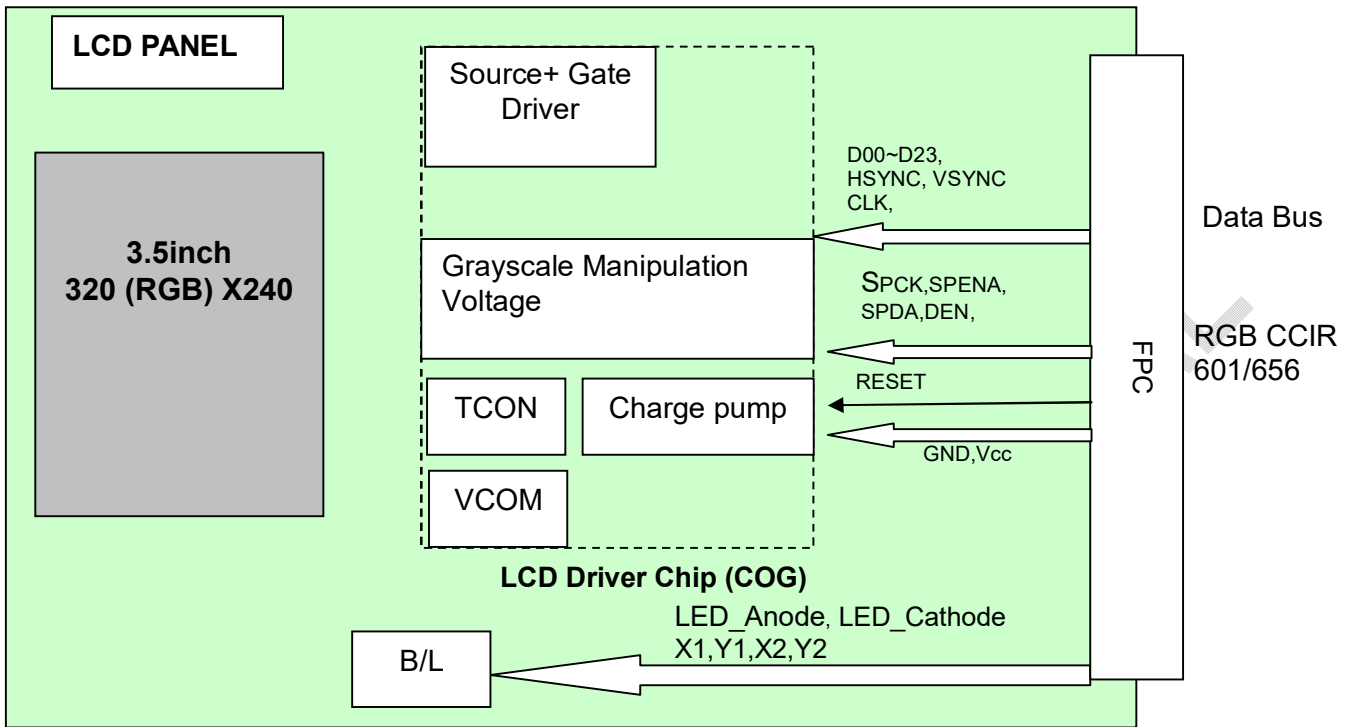 LCD PANEL
Source+ Gate
Driver
D00~D23,
HSYNC, VSYNC
CLK,
Data Bus
3.5inch
320 (RGB) X240
Grayscale Manipulation
Voltage
SPCK,SPENA,
SPDA,DEN,
RGB CCIR
601/656
FPC
RESET
TCON
Charge pump
GND,Vcc
VCOM
LCD Driver Chip (COG)
LED_Anode, LED_Cathode
X1,Y1,X2,Y2
B/L